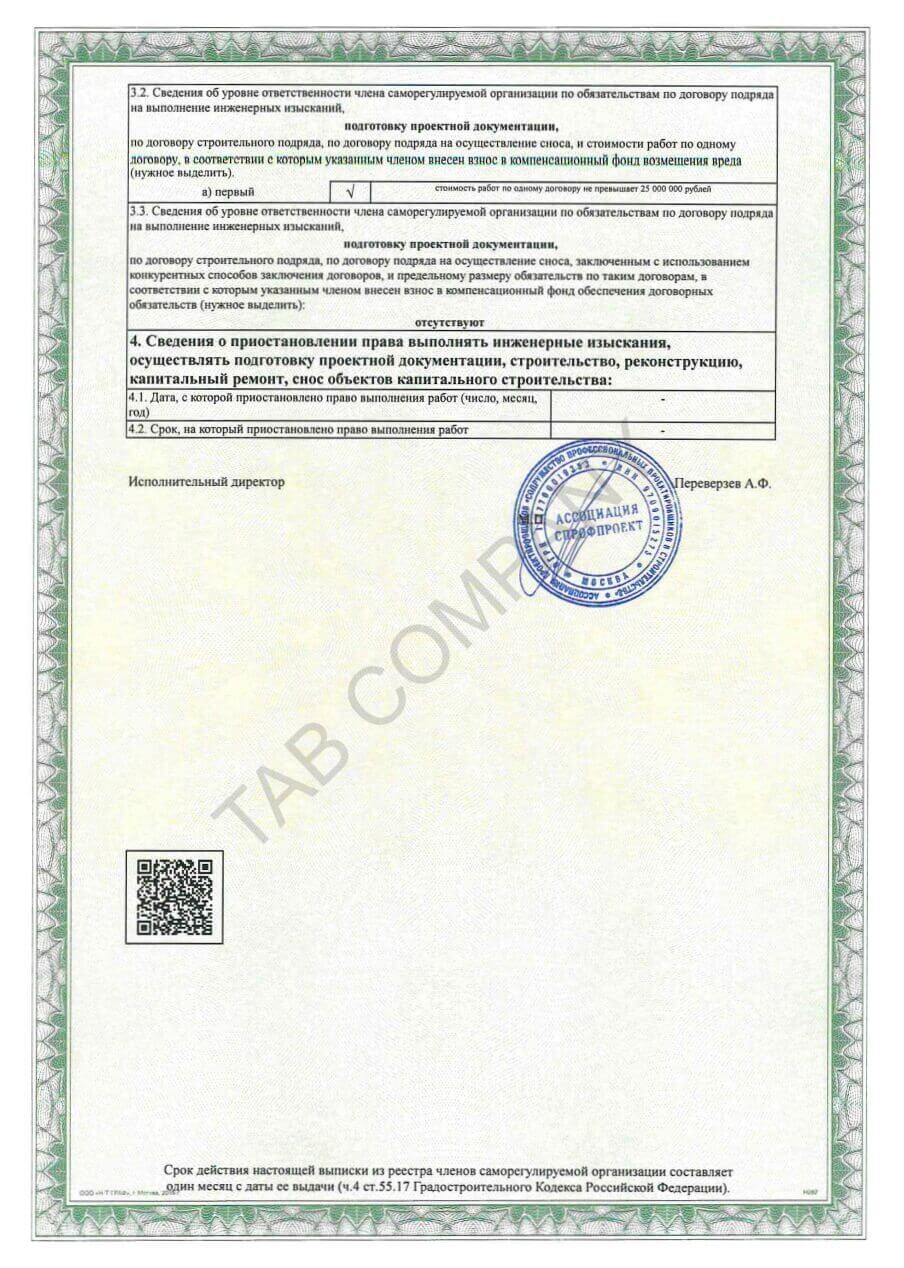 3.2. Сведения об уровне ответственности члена саморегулируемой организации по обязательствам по договору подряда
на выполнение инженерных изысканий,
подготовку проектной документации,
по договору строительного подряда, по договору подряда на осуществление сноса, и стоимости работ по одному
договору, в соответствии с которым указанным членом внесен взнос в компенсационный фонд возмещения вреда
(нужное выделить).
а) первый √ стоимость работ по одному договору не превышает 25 000 000 рублей
3.3. Сведения об уровне ответственности члена саморегулируемой организации по обязательствам по договору подряда
на выполнение инженерных изысканий,
подготовку проектной документации,
по договору строительного подряда, по договору подряда на осуществление сноса, заключенным с использованием
конкурентных способов заключения договоров, и предельному размеру обязательств по таким договорам, в
соответствии с которым указанным членом внесен взнос в компенсационный фонд обеспечения договорных
обязательств (нужное выделить):
отсутствуют
4. Сведения о приостановлении права выполнять инженерные изыскания,
осуществлять подготовку проектной документации, строительство, реконструкцию,
капитальный ремонт, снос объектов капитального строительства:
4.1. Дата, с которой приостановлено право выполнения работ (число, месяц, -
год)
4.2. Срок, на который приостановлено право выполнения работ -
Исполнительный директор Переверзев А.Ф.
М.П
АССОЦИАЦИЯ ПРОЕКТИРОВЩИКОВ «СОДРУЖЕСТВО ПРОФЕССИОНАЛЬНЫХ ПРОЕКТИРОВЩИКОВ В СТРОИТЕЛЬСТВЕ»
ИНН 9709015273
МОСКВА
АССОЦИАЦИЯ
СПРОФПРОЕКТ
TAB COMPANY
Срок действия настоящей выписки из реестра членов саморегулируемой организации составляет
один месяц с даты ее выдачи (ч.4 ст.55.17 Градостроительного Кодекса Российской Федерации).